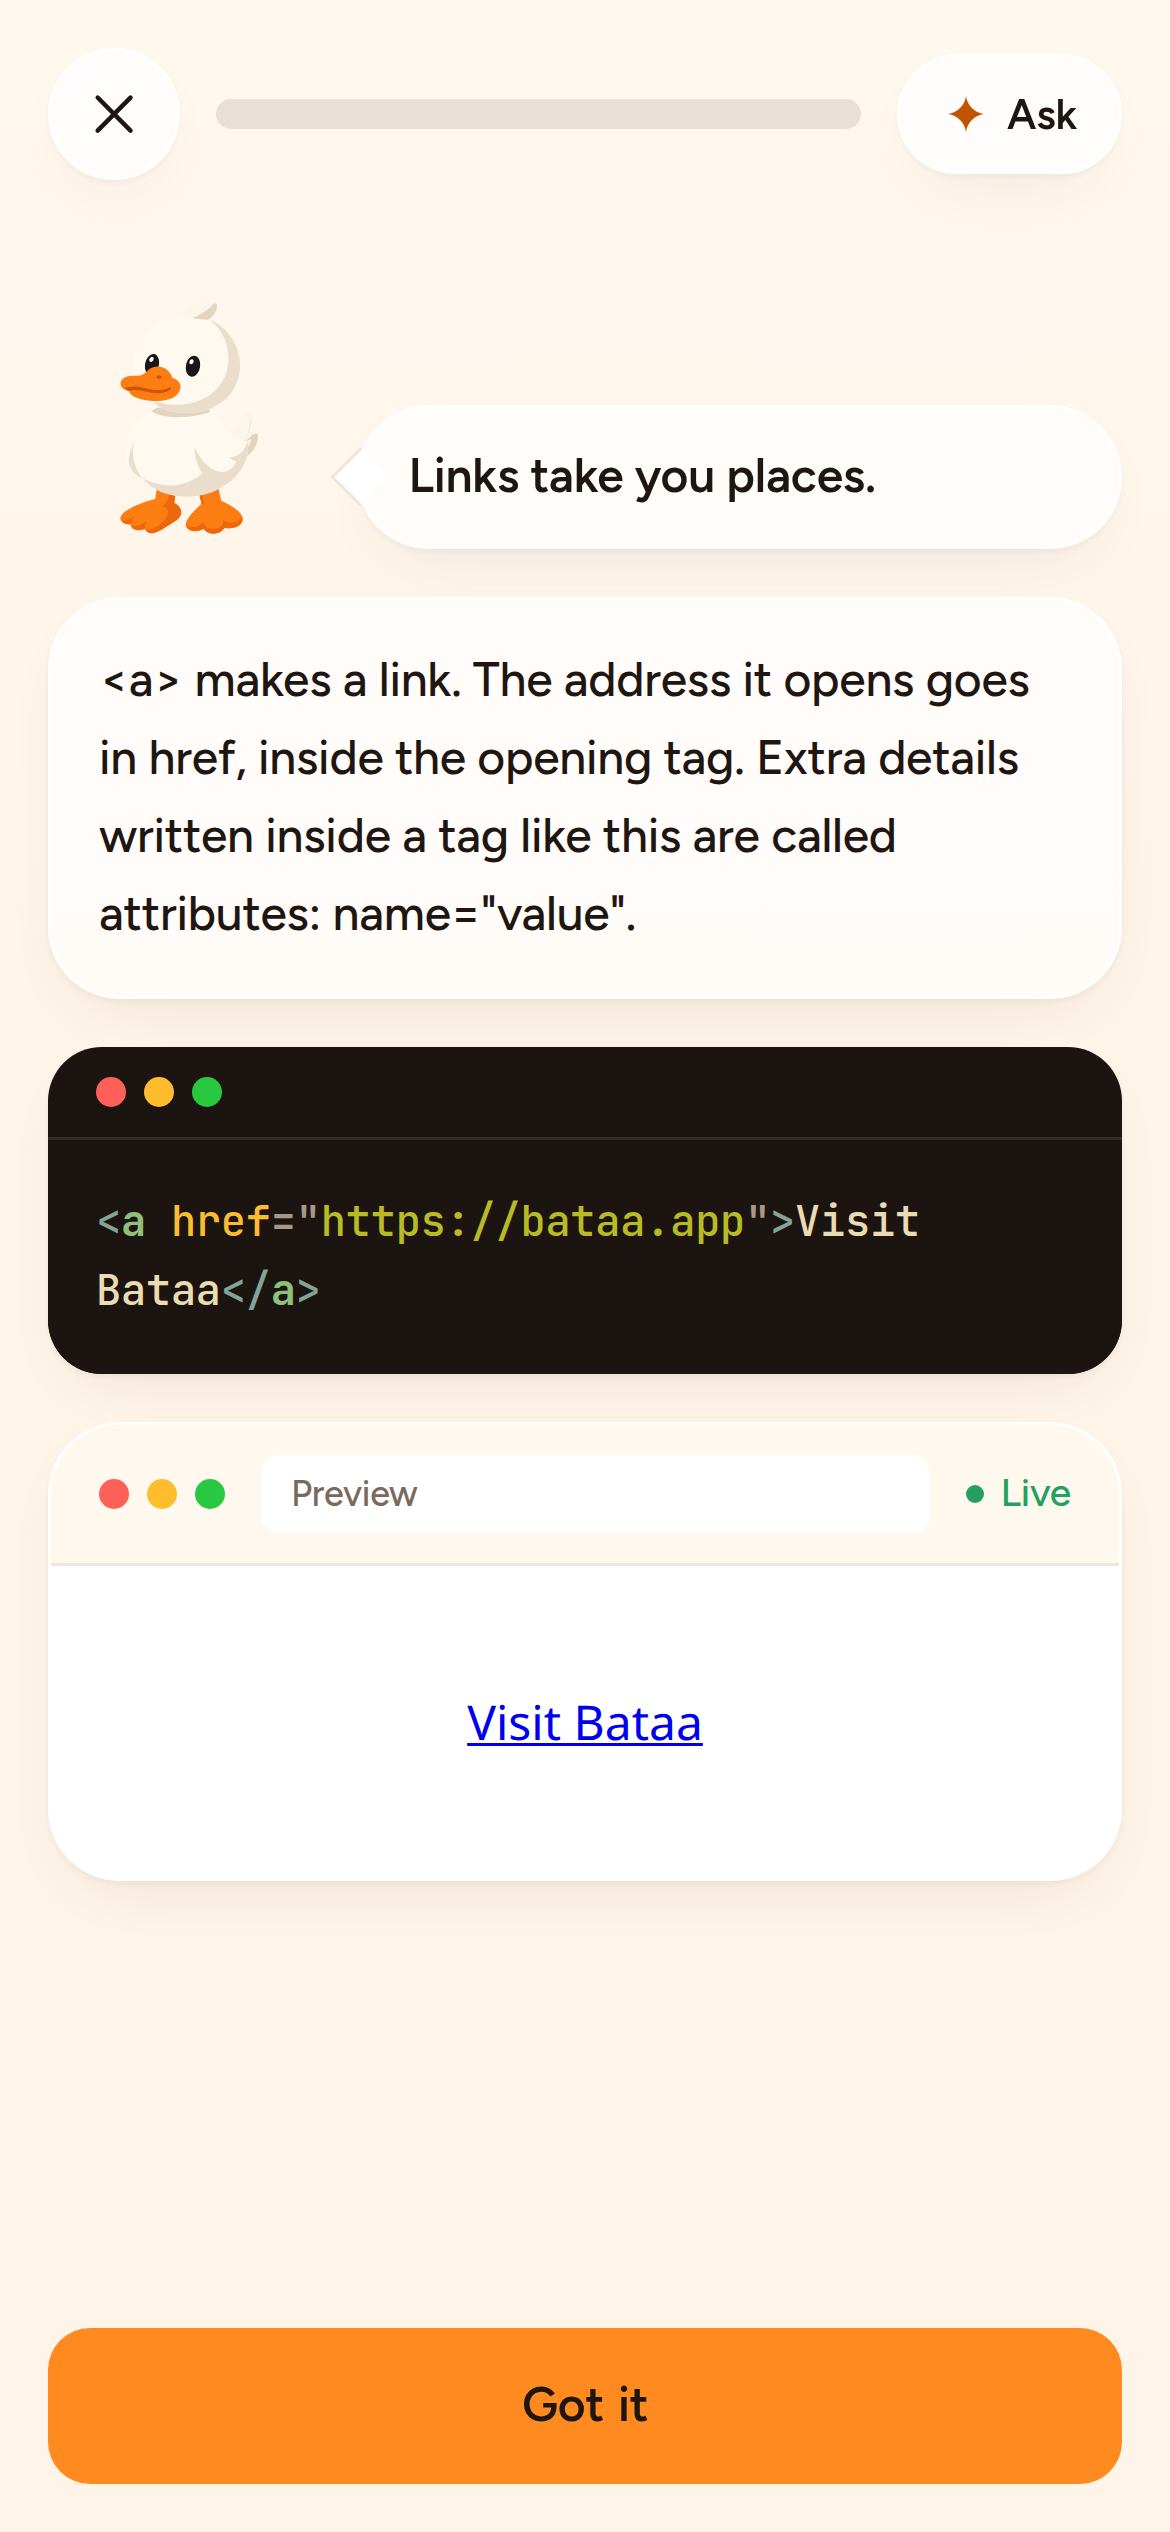 Ask
Links take you places.
<a> makes a link. The address it opens goes
in href, inside the opening tag. Extra details
written inside a tag like this are called
attributes: name="value".
<a href="https://bataa.app">Visit
Bataa</a>
Preview
Live
Visit Bataa
Got it